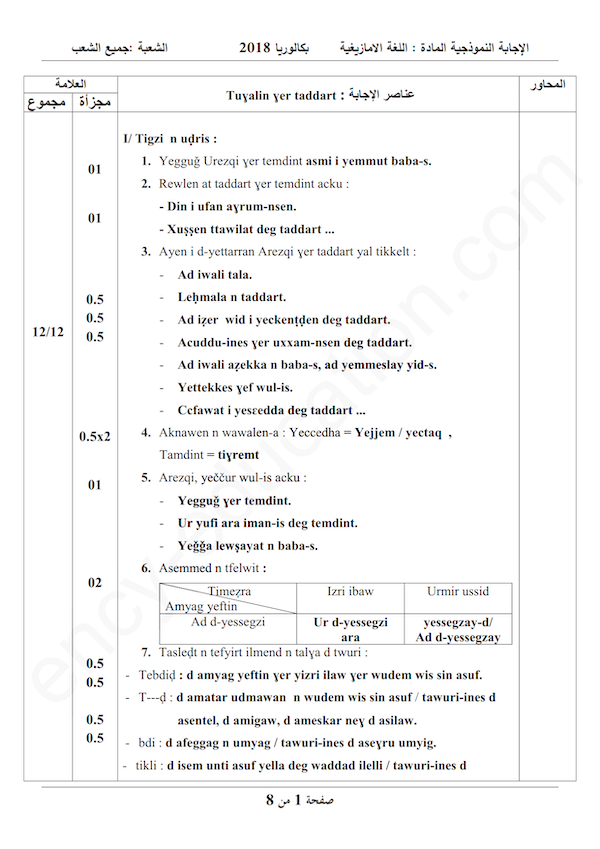 الإجابة النموذجية المادة : اللغة الامازيغية بكالوريا 2018 الشعبة :جميع الشعب
المحاور
عناصر الإجابة : Tuɣalin ɣer taddart
العلامة
مجزأة
مجموع
I/ Tigzi n uḍris :
1. Yegguǧ Urezqi ɣer temdint asmi i yemmut baba-s.
01
2. Rewlen at taddart ɣer temdint acku :
- Din i ufan aɣrum-nsen.
01
- Xuṣṣen ttawilat deg taddart ...
3. Ayen i d-yettarran Arezqi ɣer taddart yal tikkelt :
- Ad iwali tala.
- Leḥmala n taddart.
0.5
- Ad iẓer wid i yeckenṭḍen deg taddart.
0.5
- Acuddu-ines ɣer uxxam-nsen deg taddart.
0.5
12/12
- Ad iwali aẓekka n baba-s, ad yemmeslay yid-s.
- Yettekkes ɣef wul-is.
- Ccfawat i yesɛedda deg taddart ...
4. Aknawen n wawalen-a : Yeccedha = Yejjem / yectaq ,
0.5x2
Tamdint = tiɣremt
5. Arezqi, yeččur wul-is acku :
01
- Yegguǧ ɣer temdint.
- Ur yufi ara iman-is deg temdint.
- Yeǧǧa lewṣayat n baba-s.
6. Asemmed n tfelwit :
02
Timeẓra
Amyag yeftin
Izri ibaw
Urmir ussid
Ad d-yessegzi
Ur d-yessegzi ara
yessegzay-d/
Ad d-yessegzay
7. Tasleḍt n tefyirt ilmend n talɣa d twuri :
0.5
- Tebdiḍ : d amyag yeftin ɣer yizri ilaw ɣer wudem wis sin asuf.
0.5
- T---ḍ : d amatar udmawan n wudem wis sin asuf / tawuri-ines d
asentel, d amigaw, d ameskar neɣ d asilaw.
0.5
- bdi : d afeggag n umyag / tawuri-ines d aseɣru umyig.
0.5
- tikli : d isem unti asuf yella deg waddad ilelli / tawuri-ines d
صفحة 1 من 8
ency-education.com